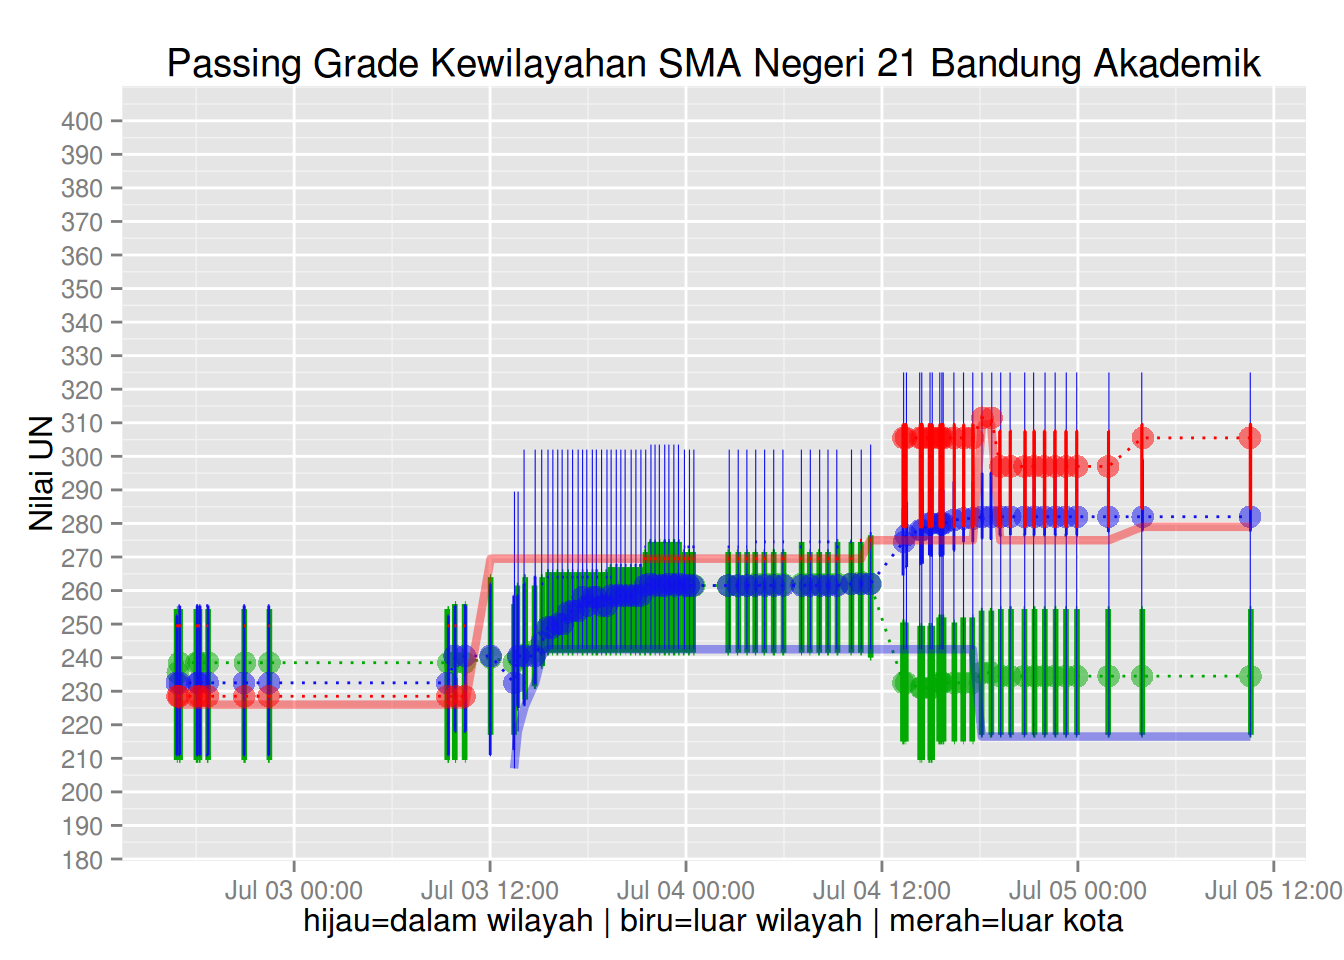 Passing Grade Kewilayahan SMA Negeri 21 Bandung Akademik
Nilai UN
400
390
380
370
360
350
340
330
320
310
300
290
280
270
260
250
240
230
220
210
200
190
180
Jul 03 00:00
Jul 03 12:00
Jul 04 00:00
Jul 04 12:00
Jul 05 00:00
Jul 05 12:00
hijau=dalam wilayah | biru=luar wilayah | merah=luar kota